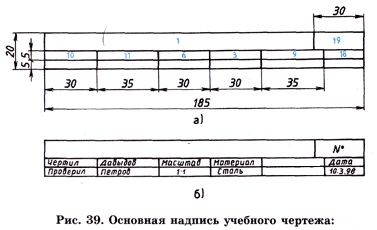 30
20
5,5
1
19
10
11
6
3
9
18
30
35
30
30
35
185
а)
N°
Чертил Давыдов Масштаб Материал Дата
Проверил Петров 1:1 Сталь 10.3.98
б)
Рис. 39. Основная надпись учебного чертежа: